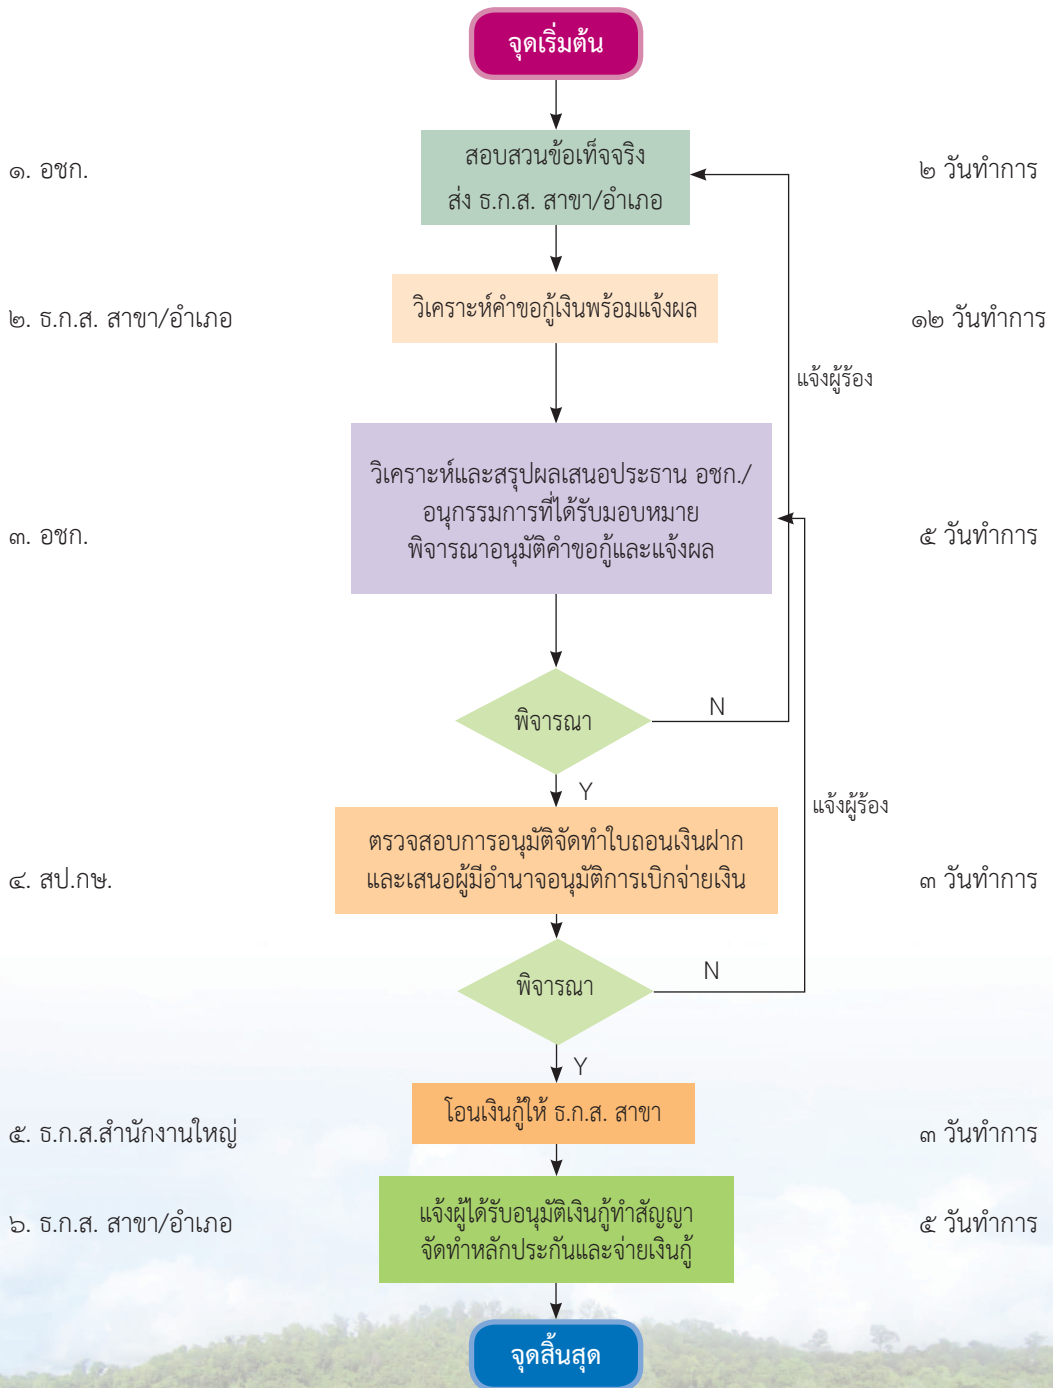 จุดเริ่มต้น
๑. อชก.
สอบสวนข้อเท็จจริง
ส่ง ธ.ก.ส. สาขา/อำเภอ
๒ วันทำการ
๒. ธ.ก.ส. สาขา/อำเภอ
วิเคราะห์คำขอกู้เงินพร้อมแจ้งผล
๑๒ วันทำการ
แจ้งผู้ร้อง
๓. อชก.
วิเคราะห์และสรุปผลเสนอประธาน อชก./
อนุกรรมการที่ได้รับมอบหมาย
พิจารณาอนุมัติคำขอกู้และแจ้งผล
๕ วันทำการ
พิจารณา
N
Y
แจ้งผู้ร้อง
๔. สป.กษ.
ตรวจสอบการอนุมัติจัดทำใบถอนเงินฝาก
และเสนอผู้มีอำนาจอนุมัติการเบิกจ่ายเงิน
๓ วันทำการ
พิจารณา
N
Y
๕. ธ.ก.ส.สำนักงานใหญ่
โอนเงินกู้ให้ ธ.ก.ส. สาขา
๓ วันทำการ
๖. ธ.ก.ส. สาขา/อำเภอ
แจ้งผู้ได้รับอนุมัติเงินกู้ทำสัญญา
จัดทำหลักประกันและจ่ายเงินกู้
๕ วันทำการ
จุดสิ้นสุด